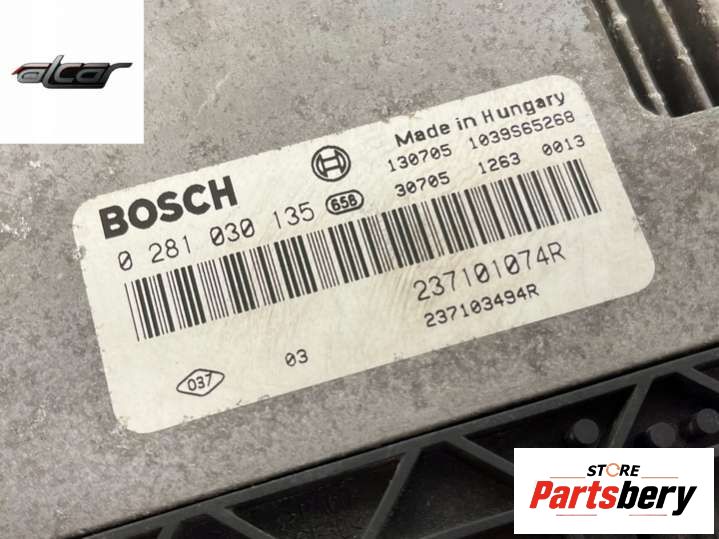 alcar
Made in Hungary
BOSCH
130705 1039S65268
0 281 030 135 658 30705 1263 0013
237101074R
237103494R
037 03
STORE
Partsbery